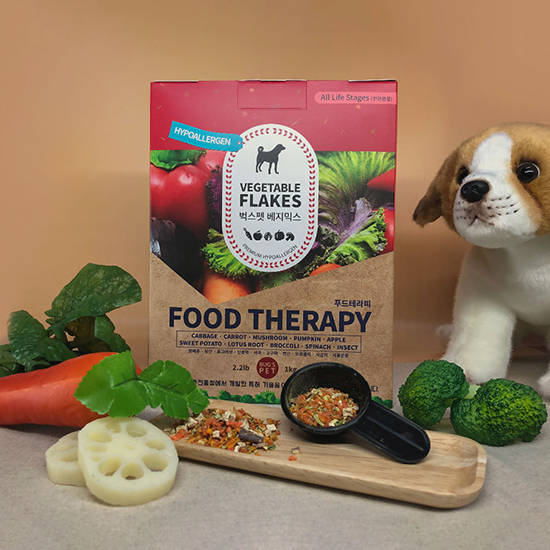 All Life Stages (전연령용)
HYPOALLERGEN
VEGETABLE
FLAKES
벅스펫 베지믹스
PREMIUM HYPOALLERGEN
푸드테라피
FOOD THERAPY
CABBAGE · CARROT · MUSHROOM · PUMPKIN · APPLE
SWEET POTATO · LOTUS ROOT · BROCCOLI · SPINACH · INSECT
2.2lb
BUG'S
PET
1kg